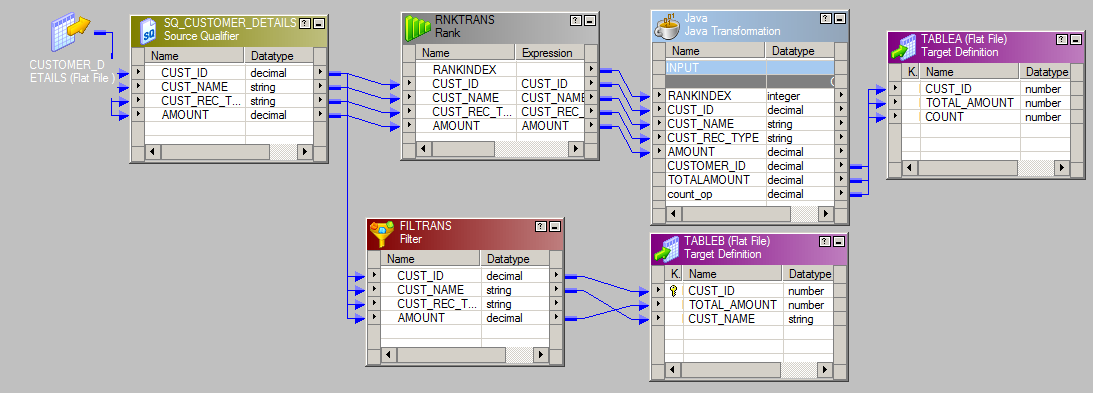 CUSTOMER_D
ETAILS (Flat File )
SQ_CUSTOMER_DETAILS
Source Qualifier
SQ
Name Datatype
CUST_ID decimal
CUST_NAME string
CUST_REC_T... string
AMOUNT decimal
RNKTRANS
Rank
Name Expression
RANKINDEX
CUST_ID CUST_ID
CUST_NAME CUST_NAME
CUST_REC_T... CUST_REC_
AMOUNT AMOUNT
Java
Java Transformation
Name Datatype
INPUT
RANKINDEX integer
CUST_ID decimal
CUST_NAME string
CUST_REC_TYPE string
AMOUNT decimal
CUSTOMER_ID decimal
TOTALAMOUNT decimal
count_op decimal
TABLEA (Flat File)
Target Definition
K. Name Datatype
CUST_ID number
TOTAL_AMOUNT number
COUNT number
FILTRANS
Filter
Name Datatype
CUST_ID decimal
CUST_NAME string
CUST_REC_T... string
AMOUNT decimal
TABLEB (Flat File)
Target Definition
K. Name Datatype
CUST_ID number
TOTAL_AMOUNT number
CUST_NAME string